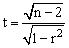 t = √(n − 2) / √(1 − r²)